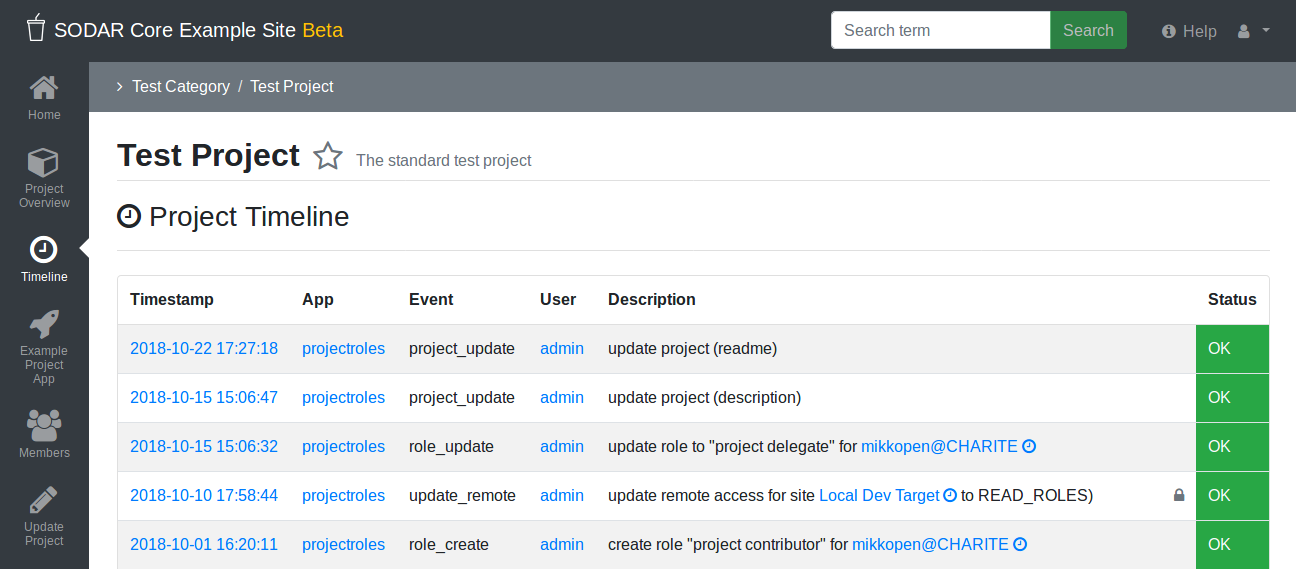 SODAR Core Example Site Beta
Search term
Search
Help
Home
Project
Overview
Timeline
Example
Project
App
Members
Update
Project
Test Category / Test Project
Test Project The standard test project
Project Timeline
Timestamp App Event User Description Status
2018-10-22 17:27:18 projectroles project_update admin update project (readme) OK
2018-10-15 15:06:47 projectroles project_update admin update project (description) OK
2018-10-15 15:06:32 projectroles role_update admin update role to "project delegate" for mikkopen@CHARITE OK
2018-10-10 17:58:44 projectroles update_remote admin update remote access for site Local Dev Target to READ_ROLES) OK
2018-10-01 16:20:11 projectroles role_create admin create role "project contributor" for mikkopen@CHARITE OK